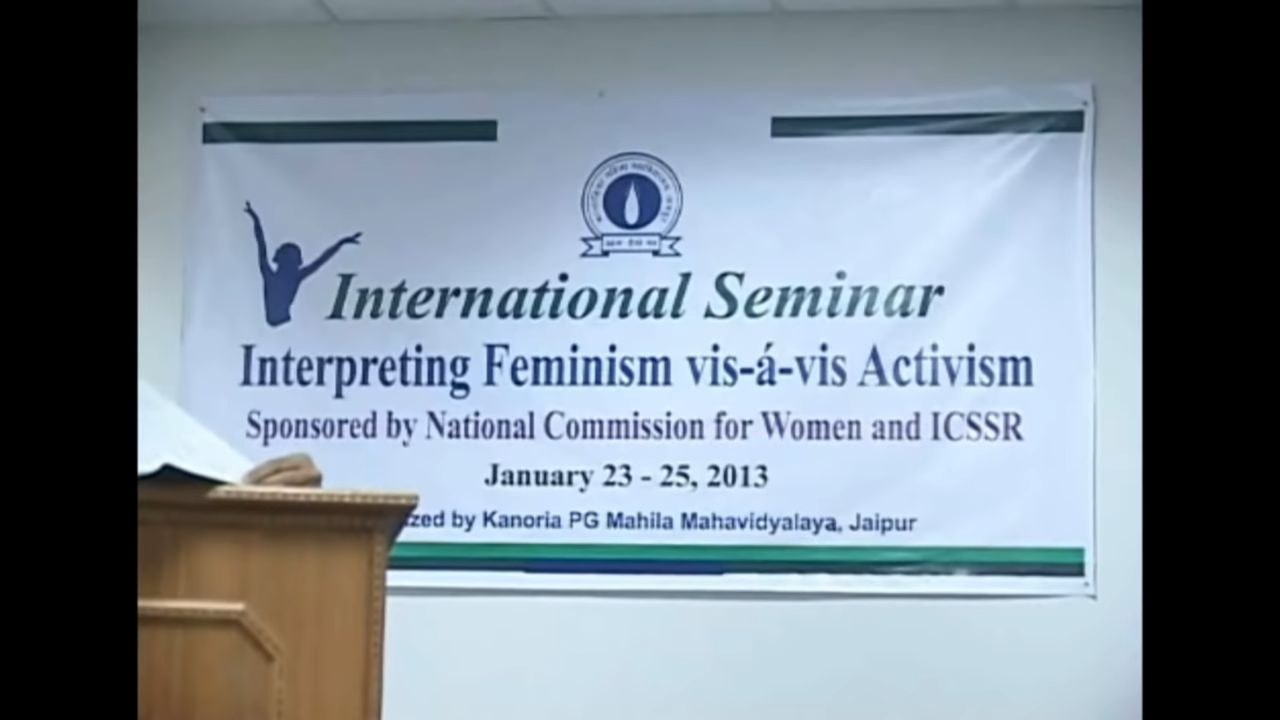 International Seminar
Interpreting Feminism vis-á-vis Activism
Sponsored by National Commission for Women and ICSSR
January 23 - 25, 2013
zed by Kanoria PG Mahila Mahavidyalaya, Jaipur